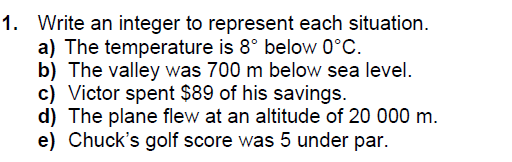 1. Write an integer to represent each situation.
a) The temperature is 8° below 0°C.
b) The valley was 700 m below sea level.
c) Victor spent $89 of his savings.
d) The plane flew at an altitude of 20 000 m.
e) Chuck's golf score was 5 under par.